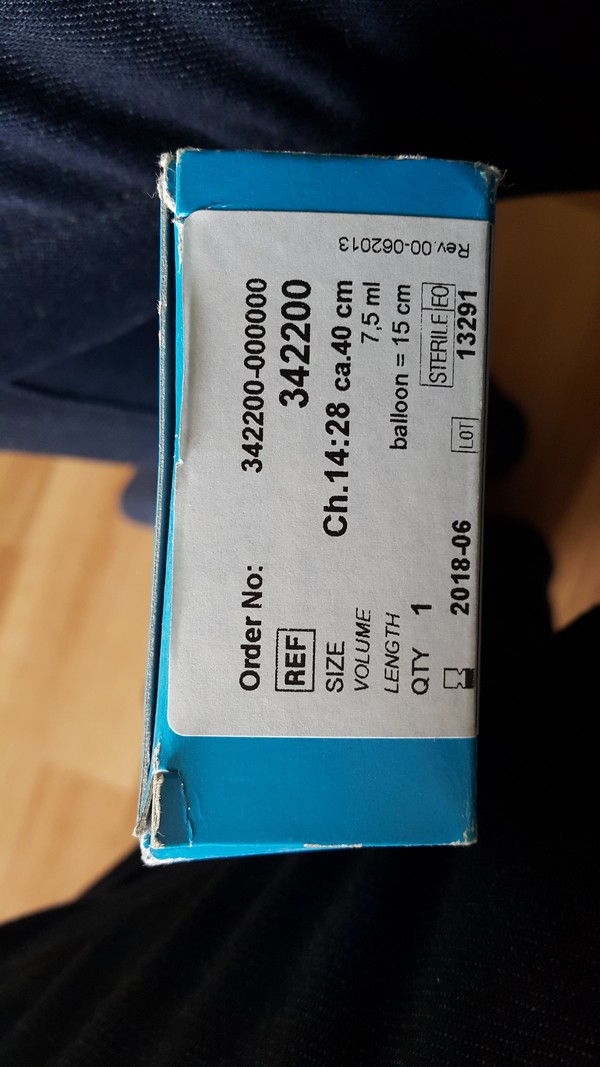 Order No: 342200-000000
REF 342200
SIZE Ch.14:28 ca.40 cm
VOLUME 7,5 ml
LENGTH balloon = 15 cm
QTY 1 STERILE EO
2018-06 LOT 13291
Rev.00-062013